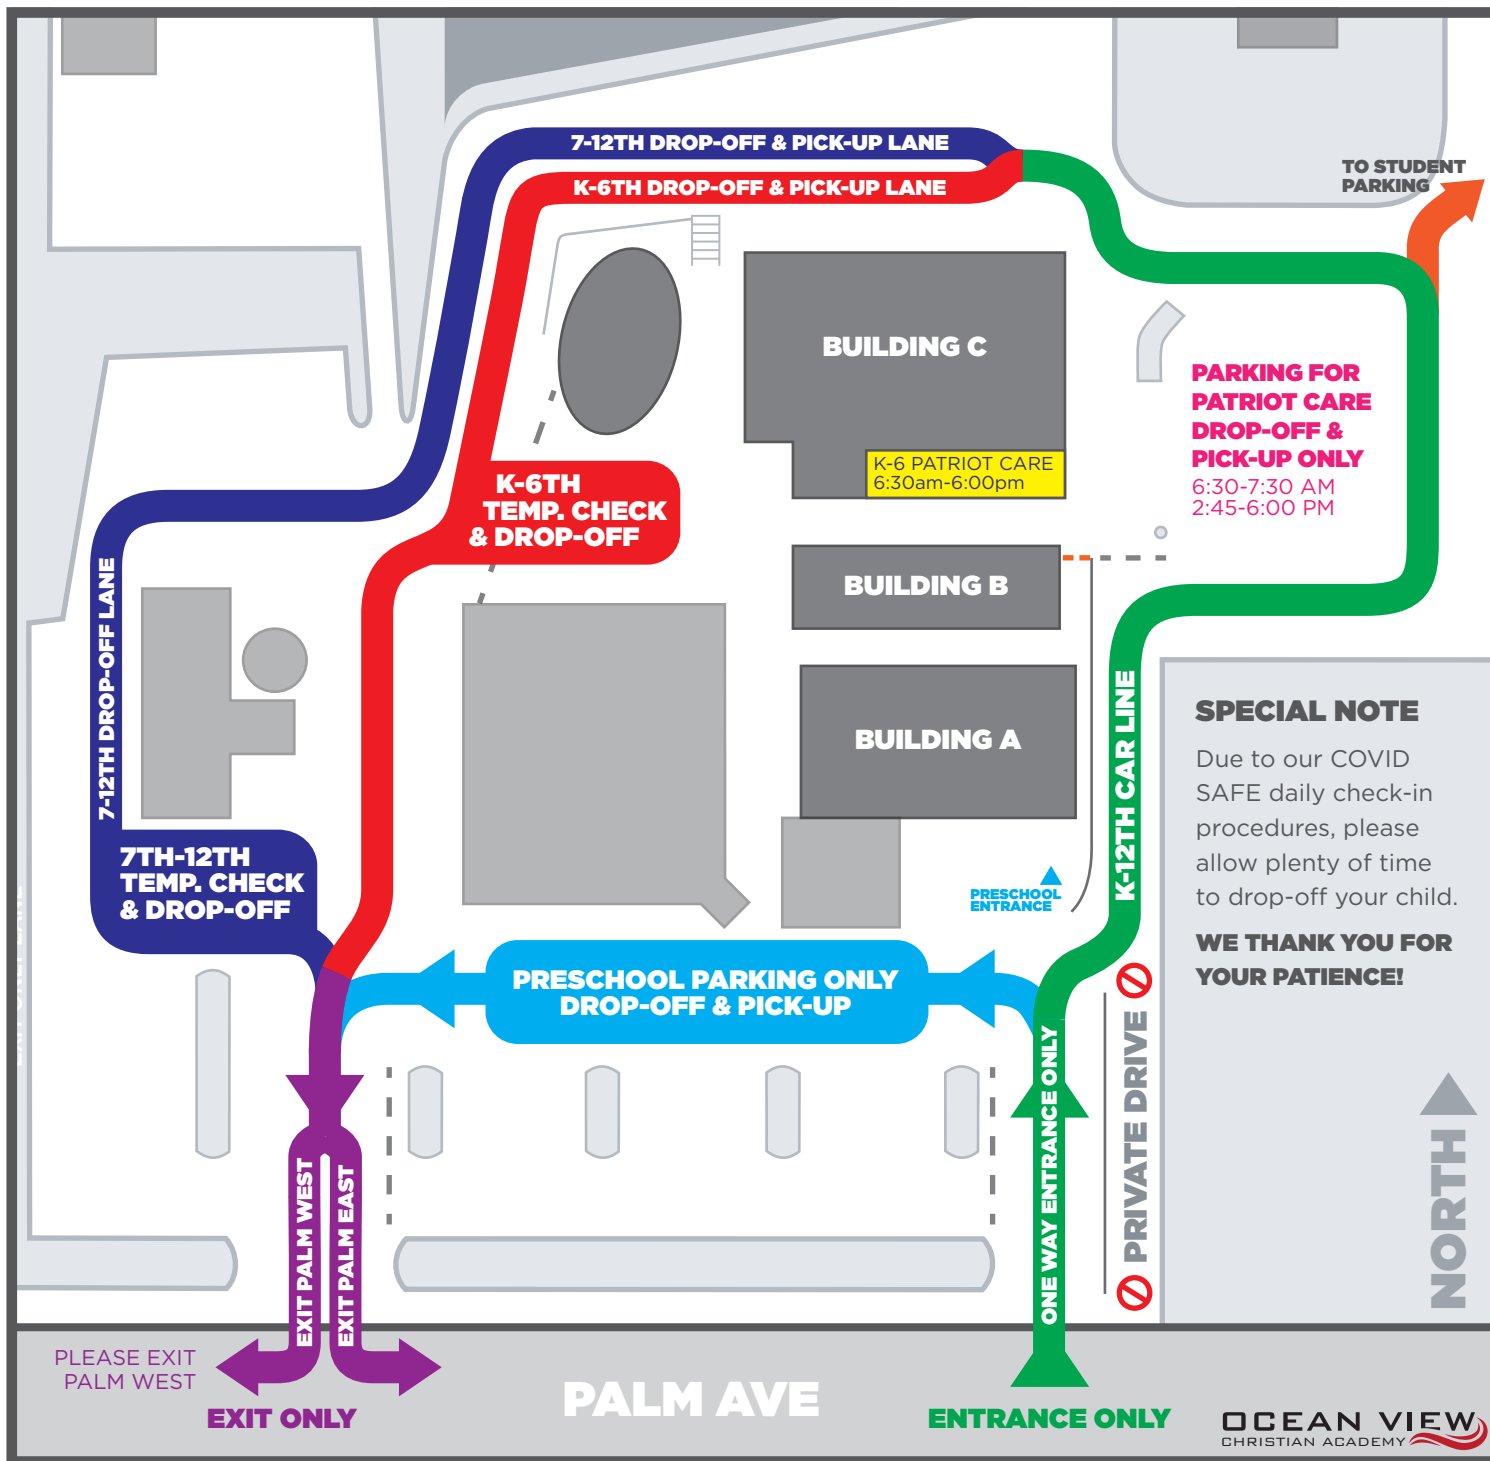 7-12TH DROP-OFF & PICK-UP LANE
K-6TH DROP-OFF & PICK-UP LANE
TO STUDENT
PARKING
BUILDING C
K-6 PATRIOT CARE
6:30am-6:00pm
PARKING FOR
PATRIOT CARE
DROP-OFF &
PICK-UP ONLY
6:30-7:30 AM
2:45-6:00 PM
K-6TH
TEMP. CHECK
& DROP-OFF
BUILDING B
7-12TH DROP-OFF LANE
BUILDING A
K-12TH CAR LINE
SPECIAL NOTE
Due to our COVID
SAFE daily check-in
procedures, please
allow plenty of time
to drop-off your child.
WE THANK YOU FOR
YOUR PATIENCE!
7TH-12TH
TEMP. CHECK
& DROP-OFF
PRESCHOOL
ENTRANCE
PRESCHOOL PARKING ONLY
DROP-OFF & PICK-UP
EXIT ONLY LANE
ONE WAY ENTRANCE ONLY
PRIVATE DRIVE
NORTH
EXIT PALM WEST
EXIT PALM EAST
PLEASE EXIT
PALM WEST
EXIT ONLY
PALM AVE
ENTRANCE ONLY
OCEAN VIEW
CHRISTIAN ACADEMY